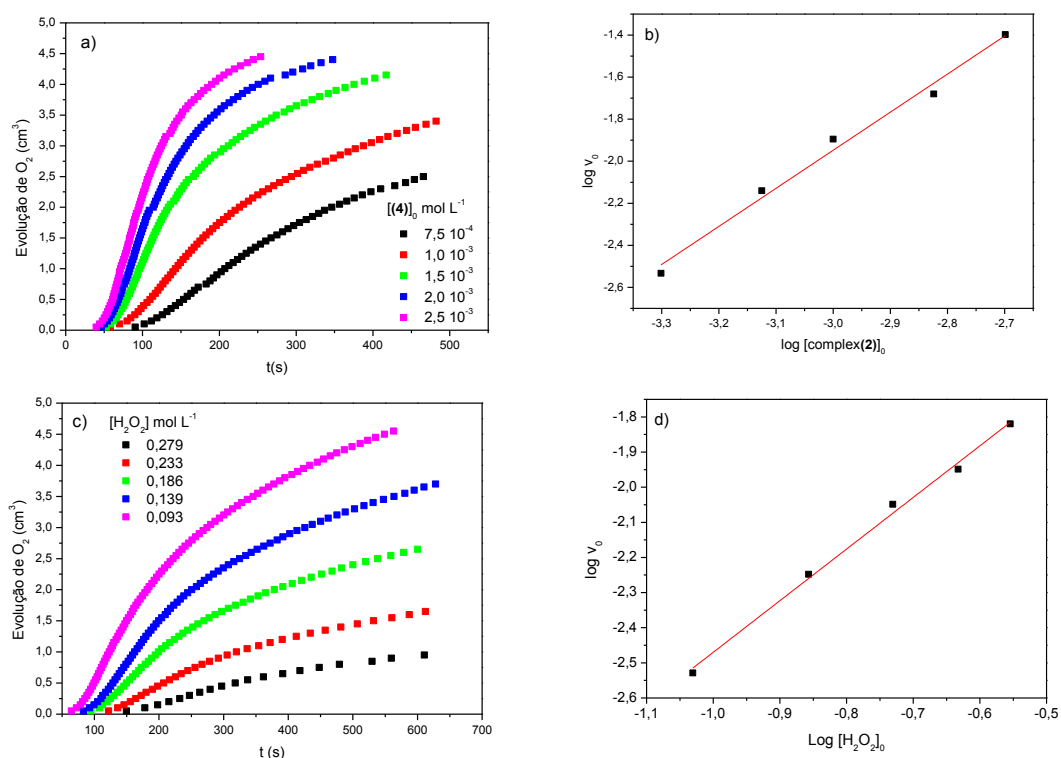 a)
Evolução de O2 (cm3)
5,0
4,5
4,0
3,5
3,0
2,5
2,0
1,5
1,0
0,5
0,0
0 100 200 300 400 500
t(s)
[(4)]0 mol L-1
7,5 10-4
1,0 10-3
1,5 10-3
2,0 10-3
2,5 10-3
b)
log v0
-1,4
-1,6
-1,8
-2,0
-2,2
-2,4
-2,6
-3,3 -3,2 -3,1 -3,0 -2,9 -2,8 -2,7
log [complex(2)]0
c)
Evolução de O2 (cm3)
5,0
4,5
4,0
3,5
3,0
2,5
2,0
1,5
1,0
0,5
0,0
[H2O2] mol L-1
0,279
0,233
0,186
0,139
0,093
100 200 300 400 500 600 700
t (s)
d)
log v0
-1,8
-1,9
-2,0
-2,1
-2,2
-2,3
-2,4
-2,5
-2,6
-1,1 -1,0 -0,9 -0,8 -0,7 -0,6 -0,5
Log [H2O2]0